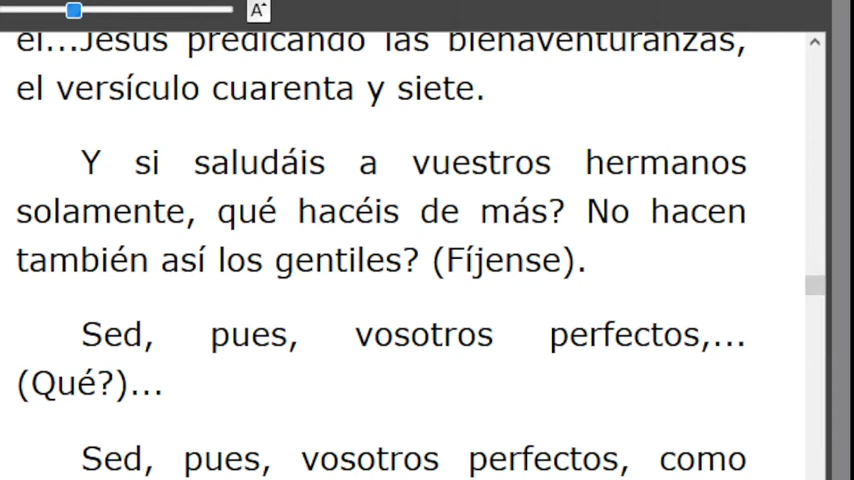 A
el...Jesús predicando las bienaventuranzas,
el versículo cuarenta y siete.
Y si saludáis a vuestros hermanos
solamente, qué hacéis de más? No hacen
también así los gentiles? (Fíjense).
Sed, pues, vosotros perfectos,...
(Qué?)...
Sed, pues, vosotros perfectos, como